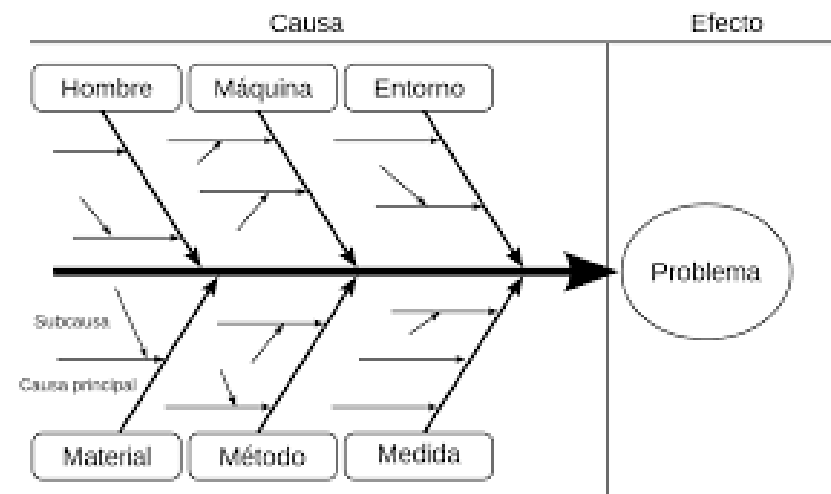 Causa
Efecto
Hombre
Máquina
Entorno
Problema
Subcausa
Causa principal
Material
Método
Medida